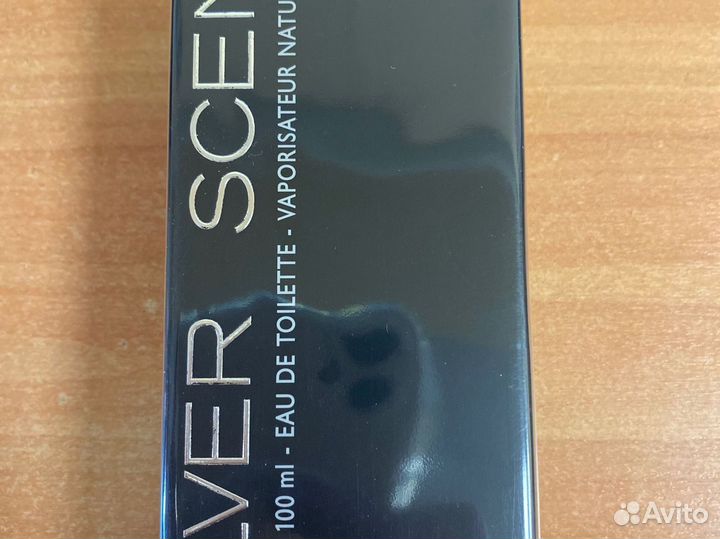 LVER SCEN
100 ml - EAU DE TOILETTE - VAPORISATEUR NATU
Avito